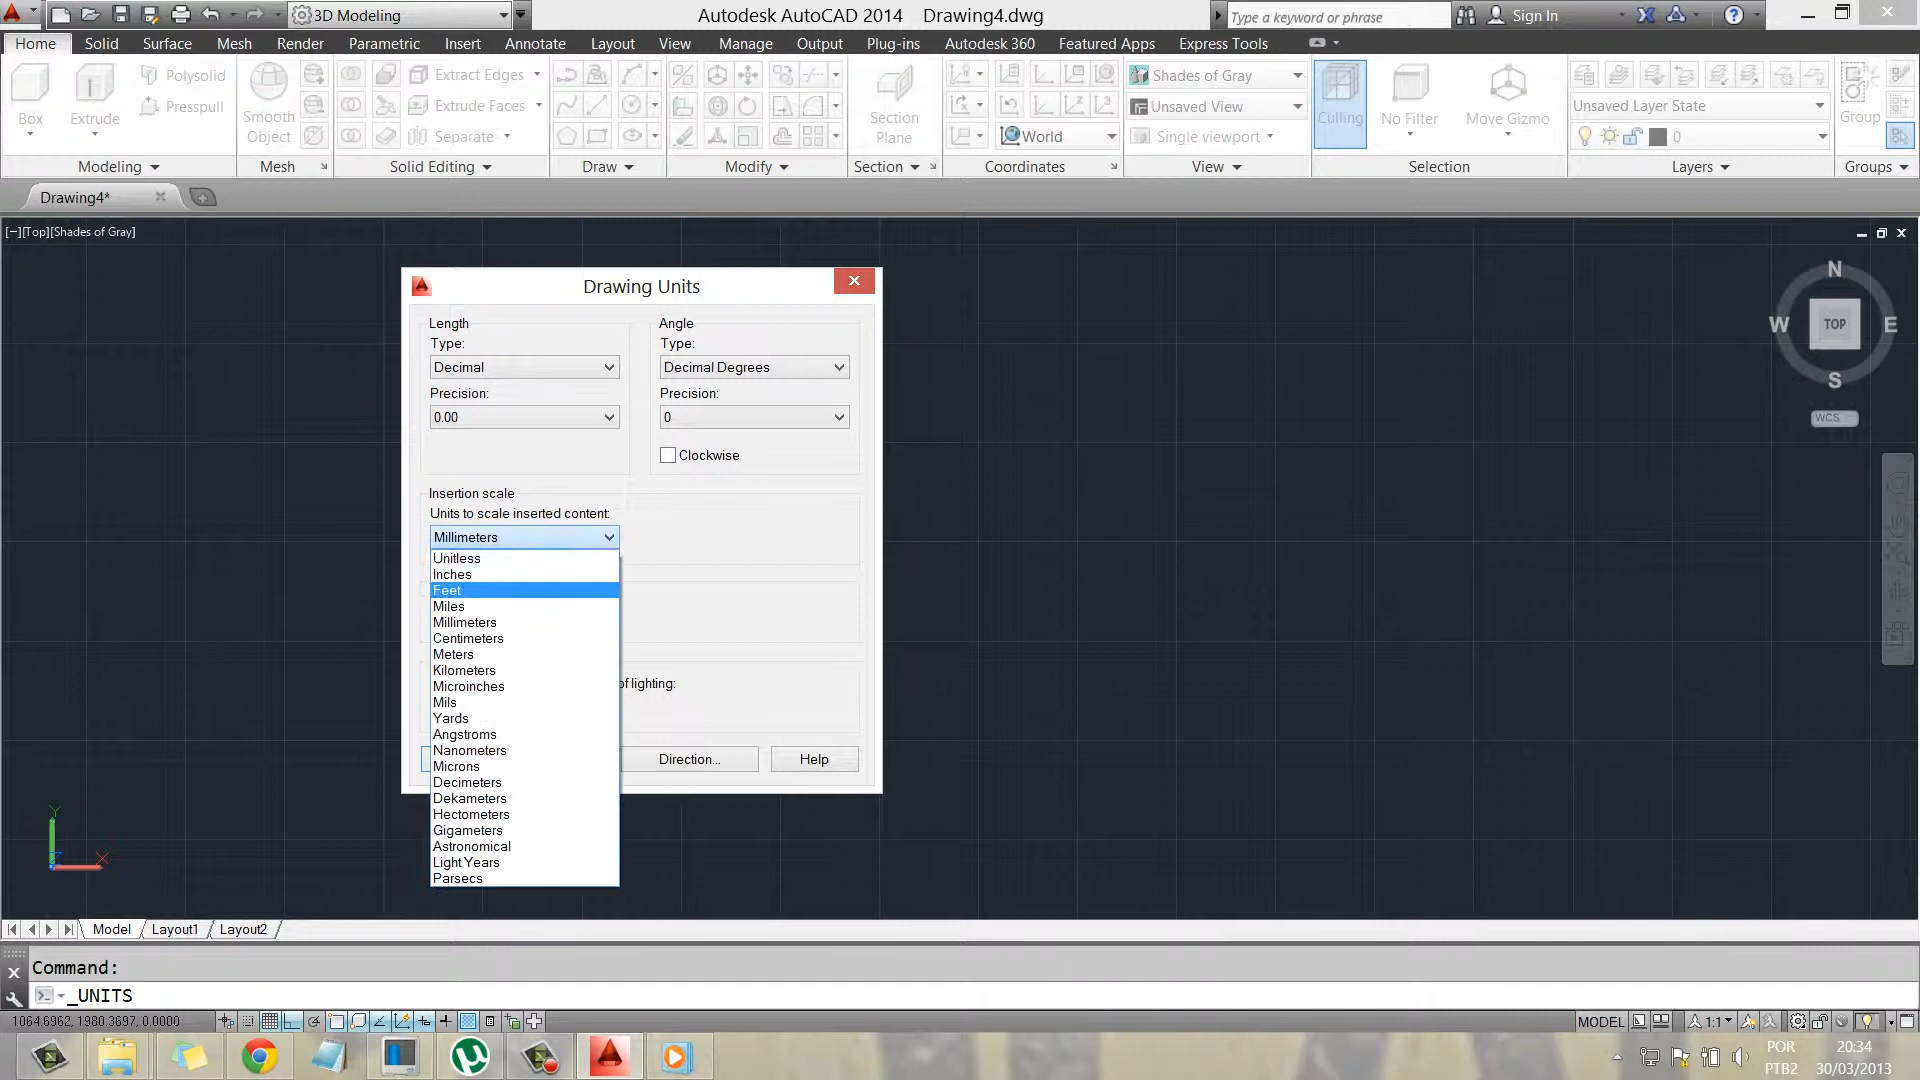 3D Modeling
Autodesk AutoCAD 2014 Drawing4.dwg
Type a keyword or phrase
Sign In
Home Solid Surface Mesh Render Parametric Insert Annotate Layout View Manage Output Plug-ins Autodesk 360 Featured Apps Express Tools
Box
Extrude
Polysolid
Presspull
Smooth
Object
Extract Edges
Extrude Faces
Separate
Section
Plane
World
Shades of Gray
Unsaved View
Single viewport
Culling
No Filter
Move Gizmo
Unsaved Layer State
0
Group
Modeling Mesh Solid Editing Draw Modify Section Coordinates View Selection Layers Groups
Drawing4*
[−][Top][Shades of Gray]
N
W TOP E
S
WCS
Drawing Units
Length
Type:
Decimal
Precision:
0.00
Angle
Type:
Decimal Degrees
Precision:
0
Clockwise
Insertion scale
Units to scale inserted content:
Millimeters
Unitless
Inches
Feet
Miles
Millimeters
Centimeters
Meters
Kilometers
Microinches
Mils
Yards
Angstroms
Nanometers
Microns
Decimeters
Dekameters
Hectometers
Gigameters
Astronomical
Light Years
Parsecs
of lighting:
Direction...
Help
Y
X
Model Layout1 Layout2
Command:
_UNITS
1064.6962, 1980.3697, 0.0000
MODEL
1:1
POR
PTB2
20:34
30/03/2013